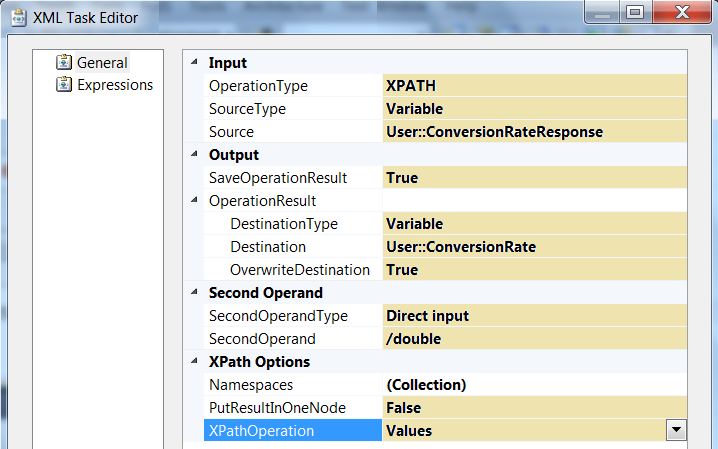 XML Task Editor
General
Expressions
Input
OperationType XPATH
SourceType Variable
Source User::ConversionRateResponse
Output
SaveOperationResult True
OperationResult
DestinationType Variable
Destination User::ConversionRate
OverwriteDestination True
Second Operand
SecondOperandType Direct input
SecondOperand /double
XPath Options
Namespaces (Collection)
PutResultInOneNode False
XPathOperation Values